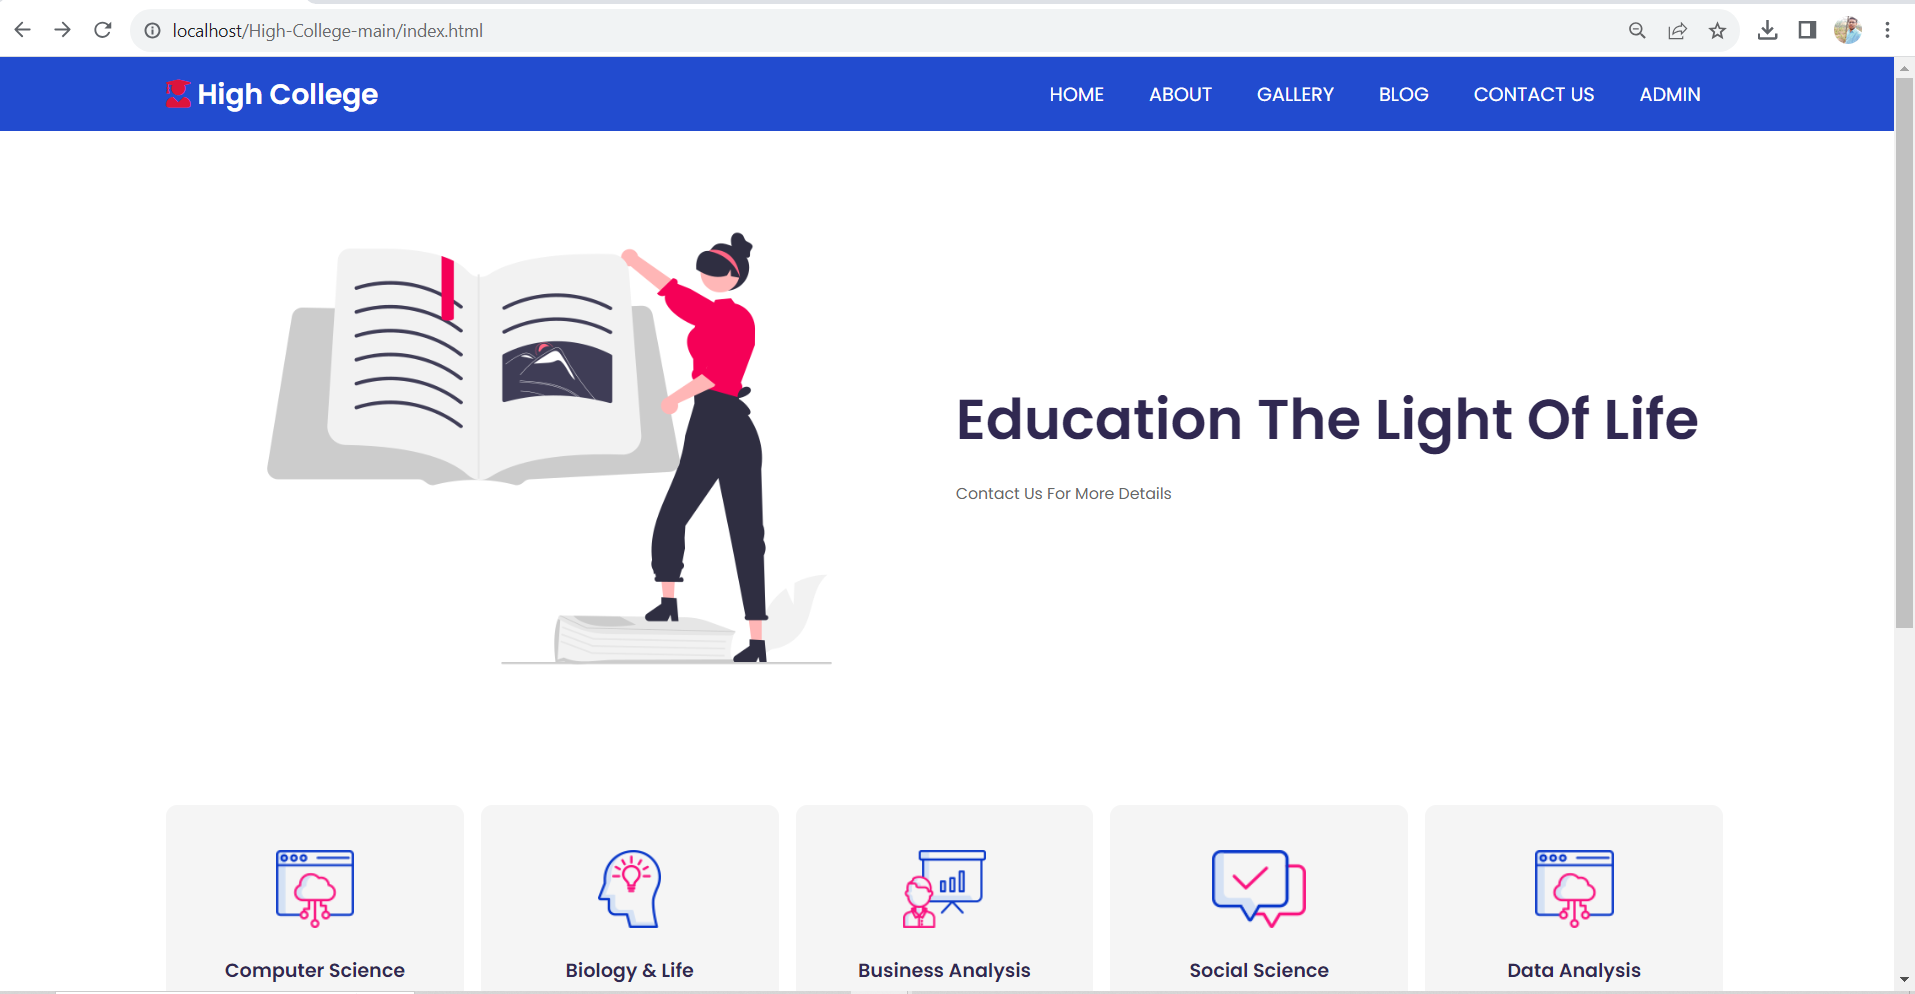 localhost/High-College-main/index.html
High College
HOME ABOUT GALLERY BLOG CONTACT US ADMIN
Education The Light Of Life
Contact Us For More Details
Computer Science
Biology & Life
Business Analysis
Social Science
Data Analysis